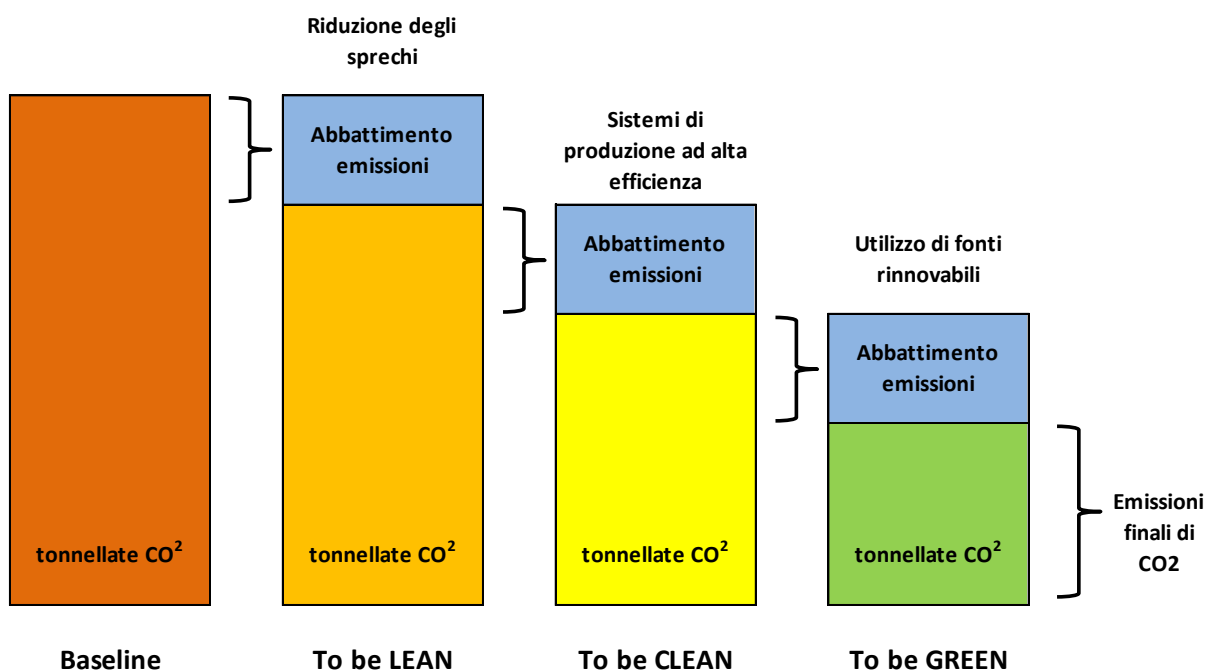 Riduzione degli
sprechi
Abbattimento
emissioni
Sistemi di
produzione ad alta
efficienza
Abbattimento
emissioni
Utilizzo di fonti
rinnovabili
Abbattimento
emissioni
tonnellate CO²
tonnellate CO²
tonnellate CO²
tonnellate CO²
Emissioni
finali di
CO2
Baseline
To be LEAN
To be CLEAN
To be GREEN